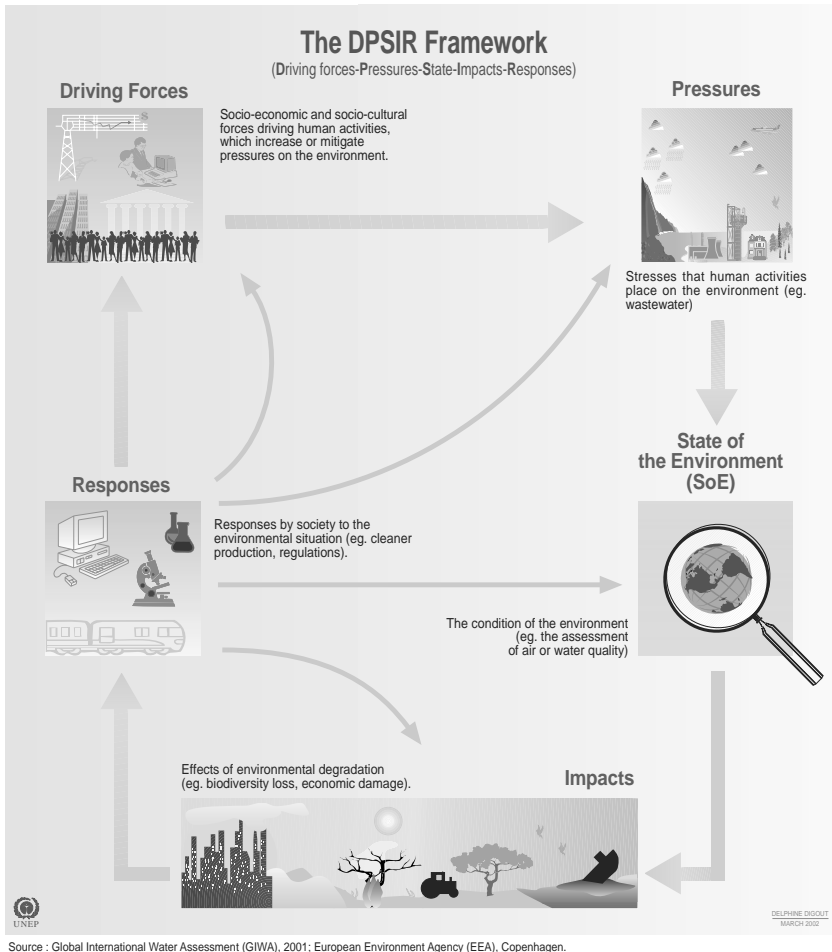 The DPSIR Framework
(Driving forces-Pressures-State-Impacts-Responses)
Driving Forces
Socio-economic and socio-cultural
forces driving human activities,
which increase or mitigate
pressures on the environment.
Pressures
$
Stresses that human activities
place on the environment (eg.
wastewater)
State of
the Environment
(SoE)
Responses
Responses by society to the
environmental situation (eg. cleaner
production, regulations).
The condition of the environment
(eg. the assessment
of air or water quality)
Effects of environmental degradation
(eg. biodiversity loss, economic damage).
Impacts
UNEP
DELPHINE DIGOUT
MARCH 2002
Source : Global International Water Assessment (GIWA), 2001; European Environment Agency (EEA), Copenhagen.